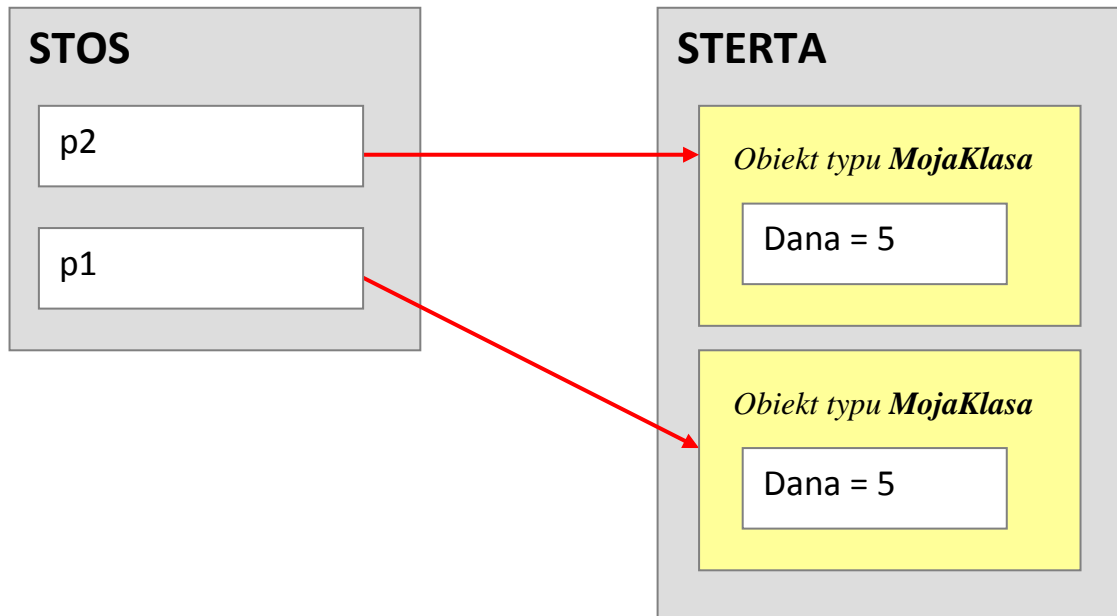 STOS
p2
p1
STERTA
Obiekt typu MojaKlasa
Dana = 5
Obiekt typu MojaKlasa
Dana = 5